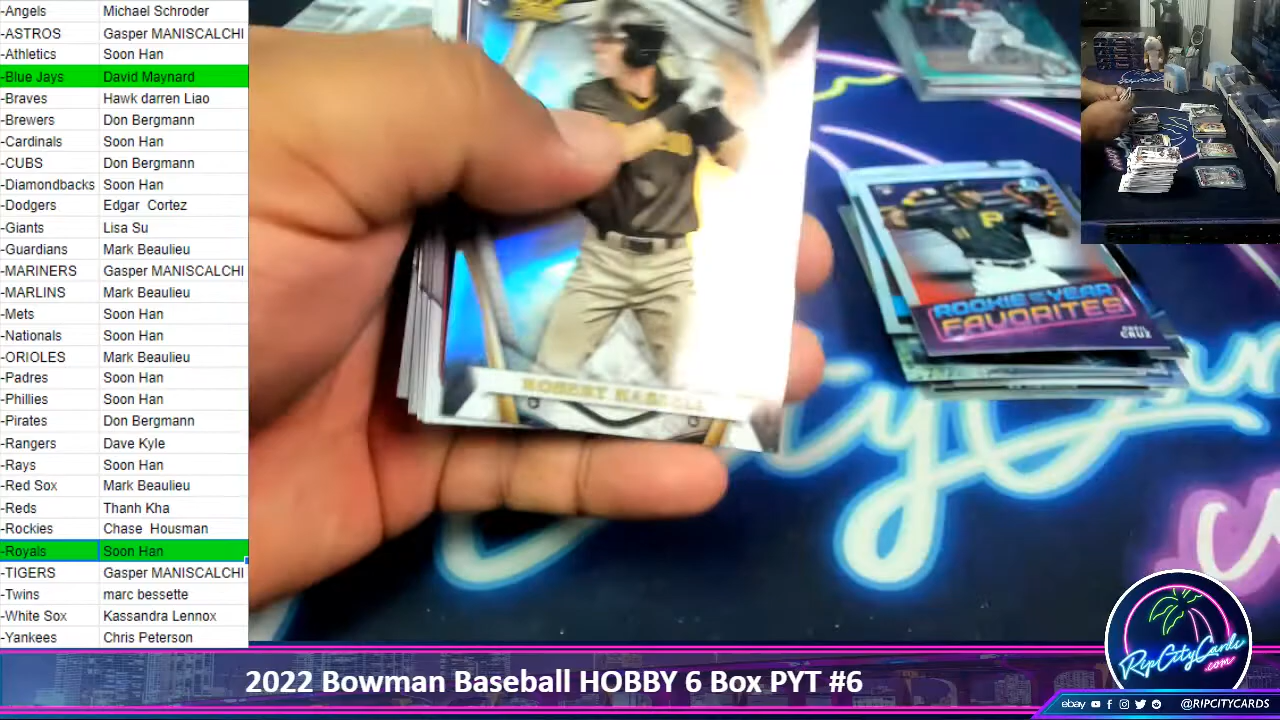 -Angels Michael Schroder
-ASTROS Gasper MANISCALCHI
-Athletics Soon Han
-Blue Jays David Maynard
-Braves Hawk darren Liao
-Brewers Don Bergmann
-Cardinals Soon Han
-CUBS Don Bergmann
-Diamondbacks Soon Han
-Dodgers Edgar Cortez
-Giants Lisa Su
-Guardians Mark Beaulieu
-MARINERS Gasper MANISCALCHI
-MARLINS Mark Beaulieu
-Mets Soon Han
-Nationals Soon Han
-ORIOLES Mark Beaulieu
-Padres Soon Han
-Phillies Soon Han
-Pirates Don Bergmann
-Rangers Dave Kyle
-Rays Soon Han
-Red Sox Mark Beaulieu
-Reds Thanh Kha
-Rockies Chase Housman
-Royals Soon Han
-TIGERS Gasper MANISCALCHI
-Twins marc bessette
-White Sox Kassandra Lennox
-Yankees Chris Peterson
ROBERT HASSELL
P
ROOKIE OF THE YEAR
FAVORITES
ONEIL
CRUZ
2022 Bowman Baseball HOBBY 6 Box PYT #6
RipCityCards
.com
ebay
@RIPCITYCARDS